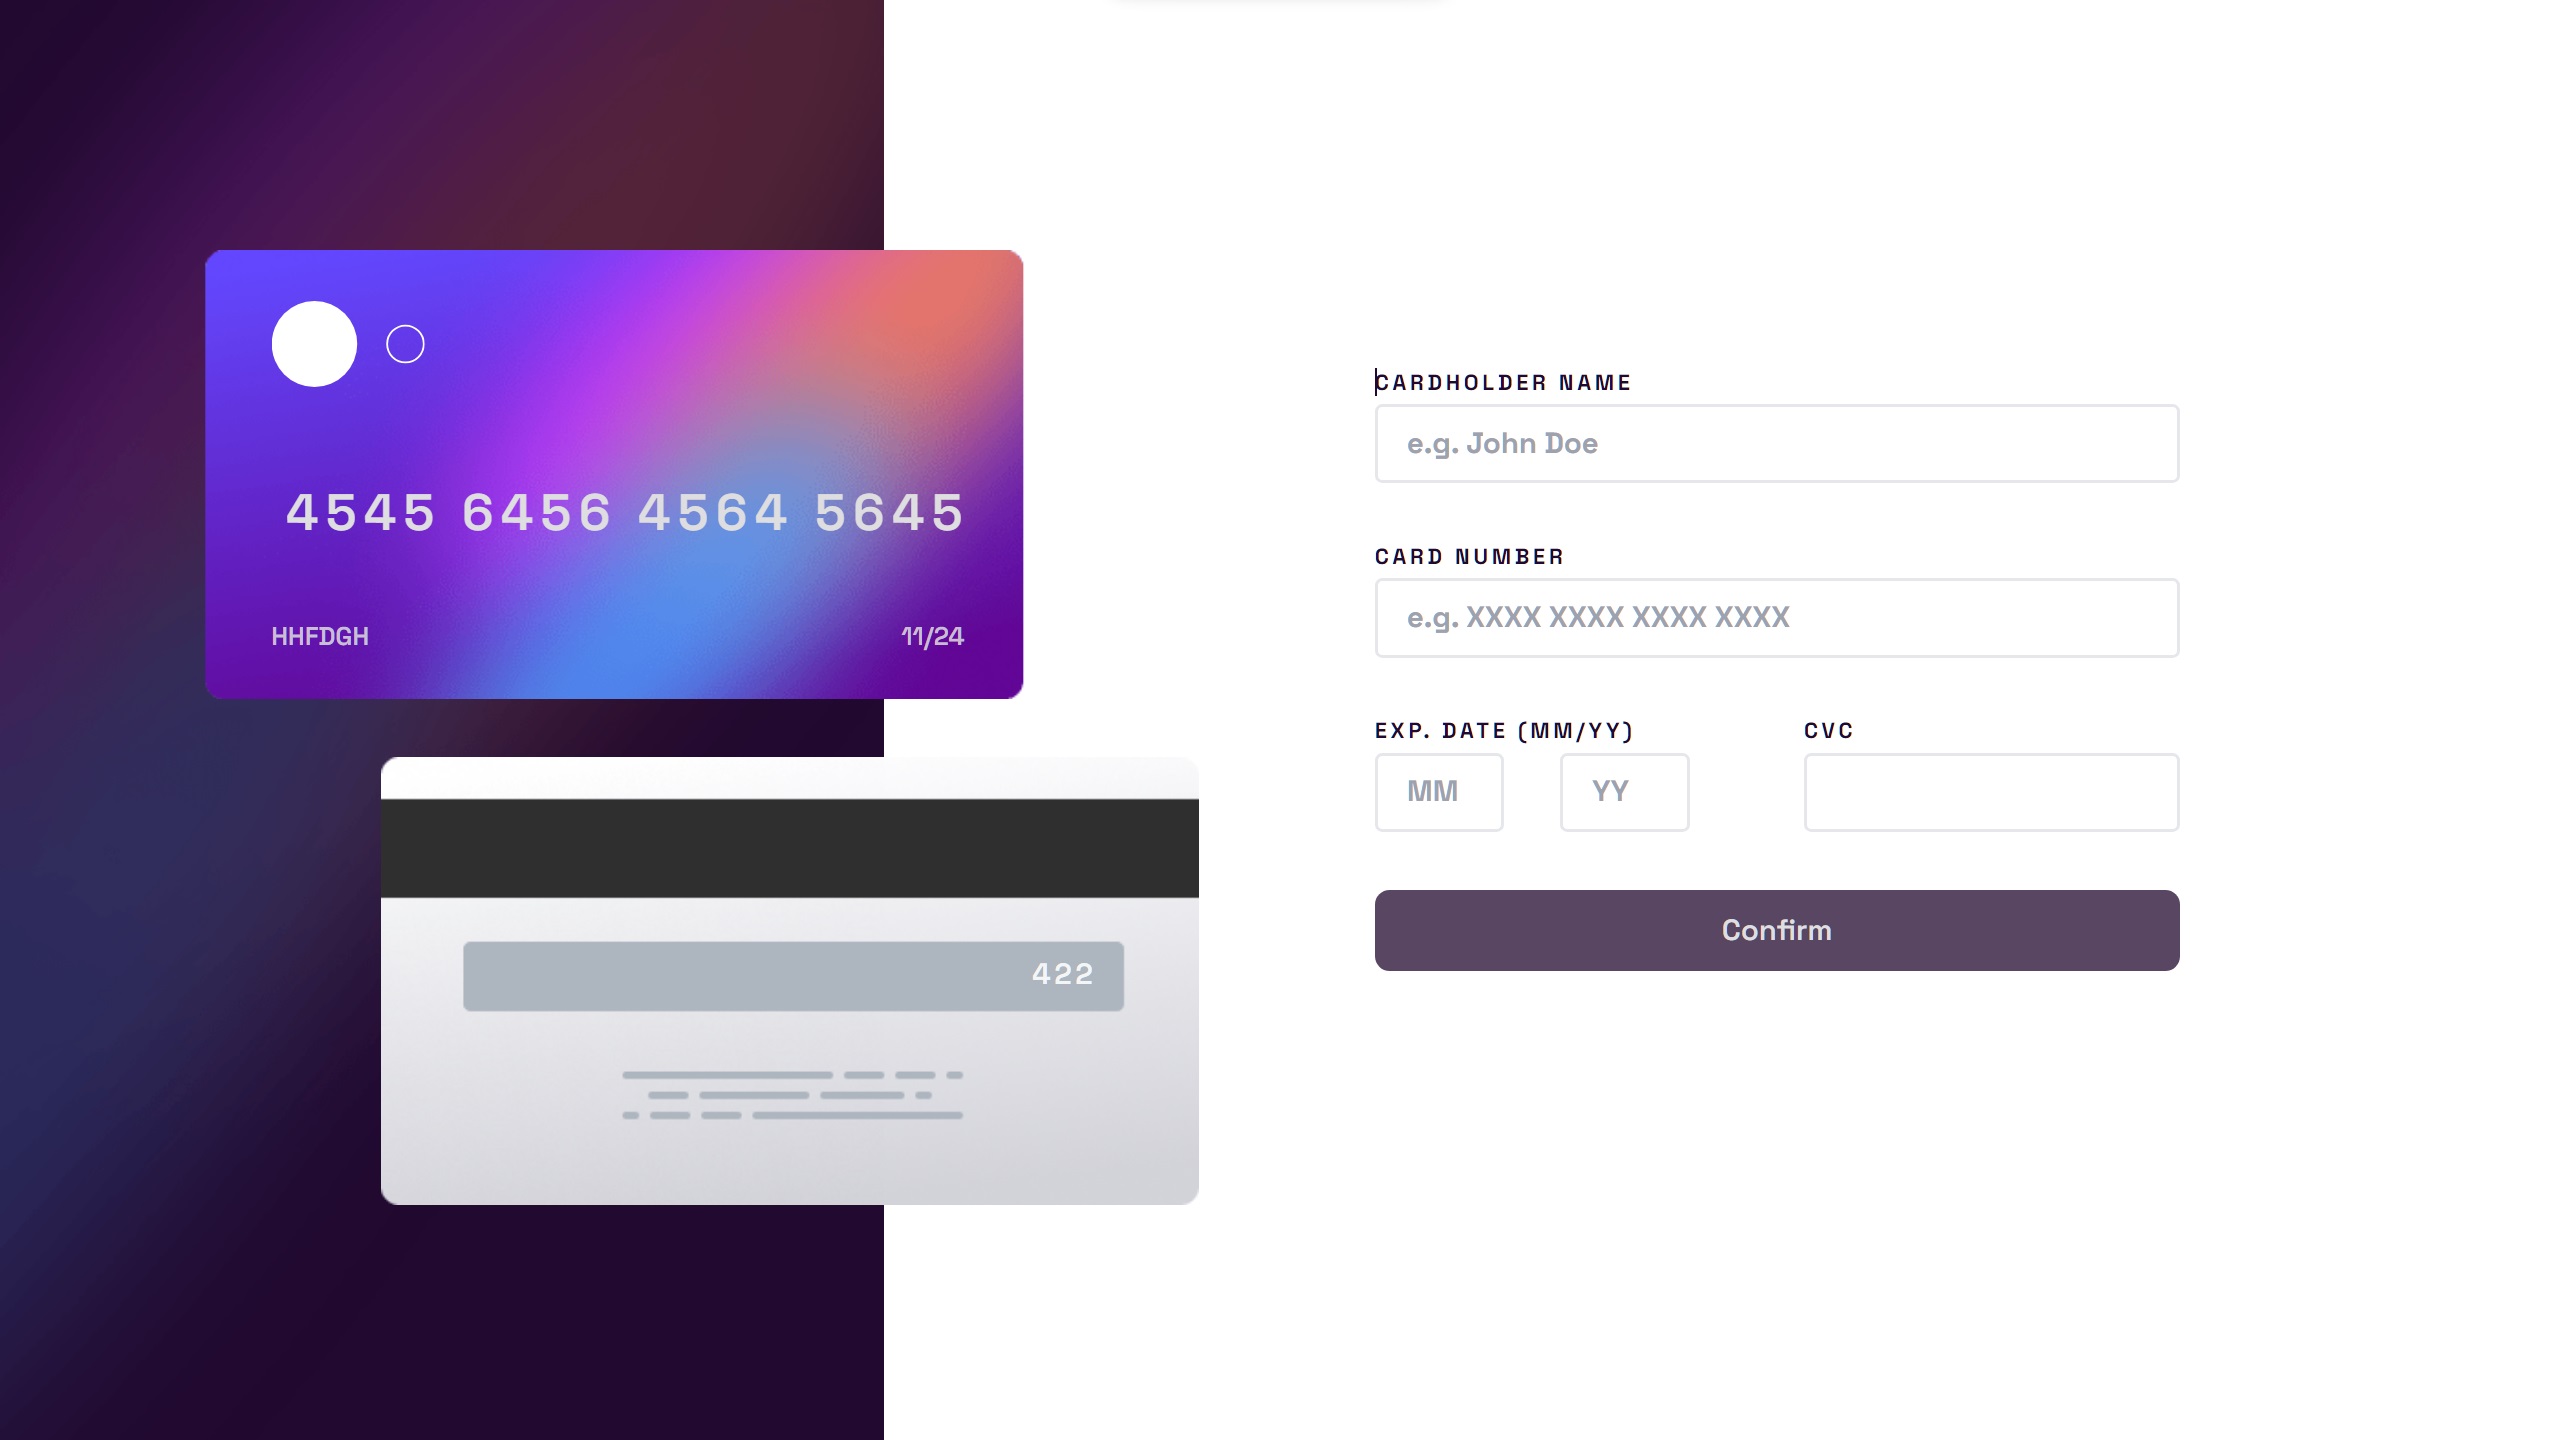 4545 6456 4564 5645
HHFDGH 11/24
422
CARDHOLDER NAME
e.g. John Doe
CARD NUMBER
e.g. XXXX XXXX XXXX XXXX
EXP. DATE (MM/YY) CVC
MM YY
Confirm